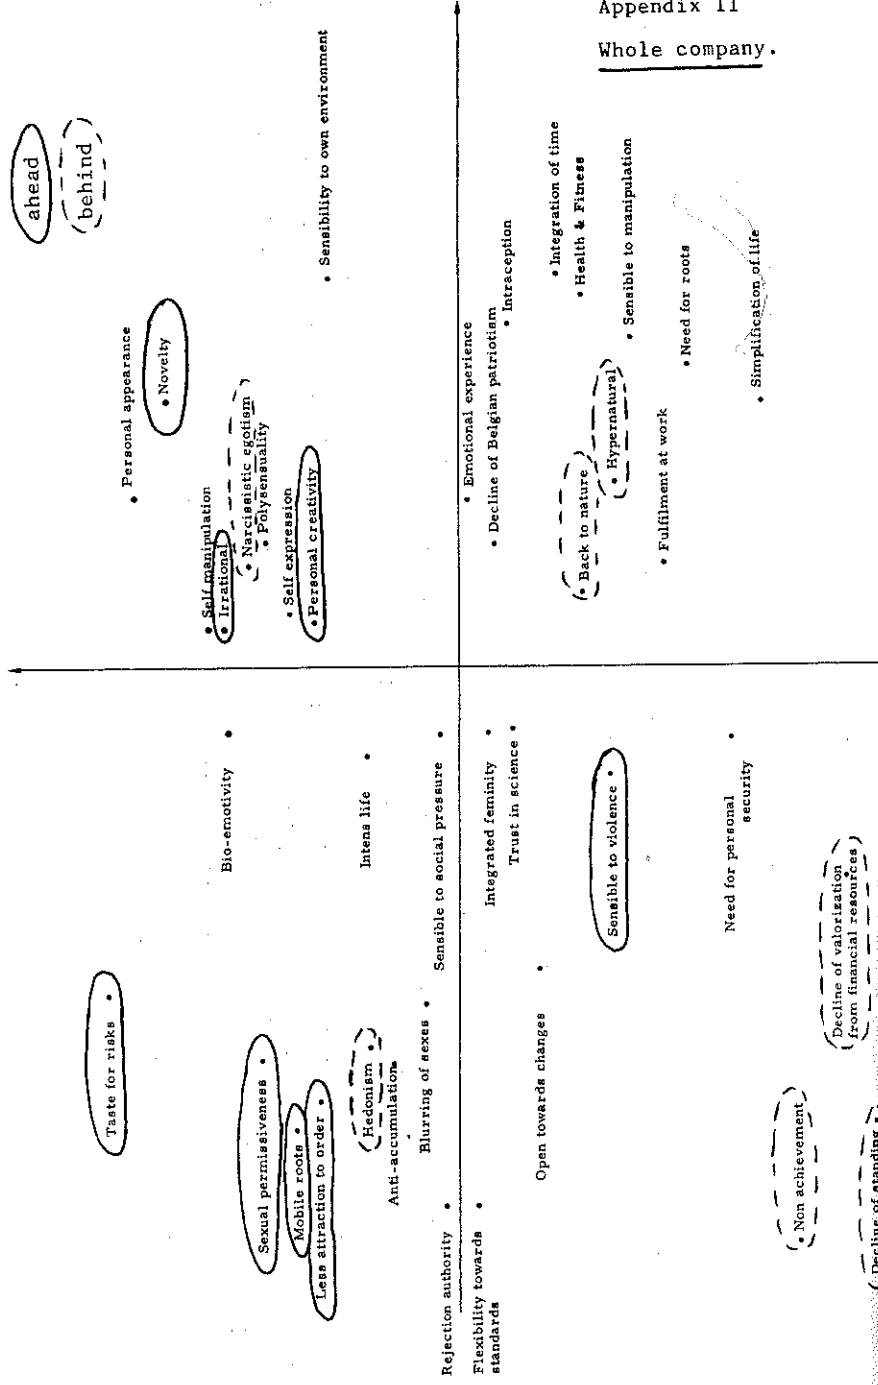 Appendix II
Whole company.
ahead
behind
• Personal appearance
• Novelty
• Self manipulation
• Irrational
• Narcissistic egotism
• Polysensuality
• Self expression
• Personal creativity
• Sensibility to own environment
• Emotional experience
• Decline of Belgian patriotism
• Intraception
• Integration of time
• Health & Fitness
• Back to nature
• Hypernatural
• Sensible to manipulation
• Fulfilment at work
• Need for roots
• Simplification of life
Taste for risks •
Bio-emotivity •
Sexual permissiveness •
Mobile roots •
Less attraction to order •
Intens life •
Hedonism •
Anti-accumulation
Blurring of sexes •
Sensible to social pressure •
Rejection authority •
Flexibility towards •
standards
Integrated feminity •
Trust in science •
Open towards changes •
Sensible to violence •
Need for personal •
security
• Non achievement
Decline of valorization
from financial resources
Decline of standing •